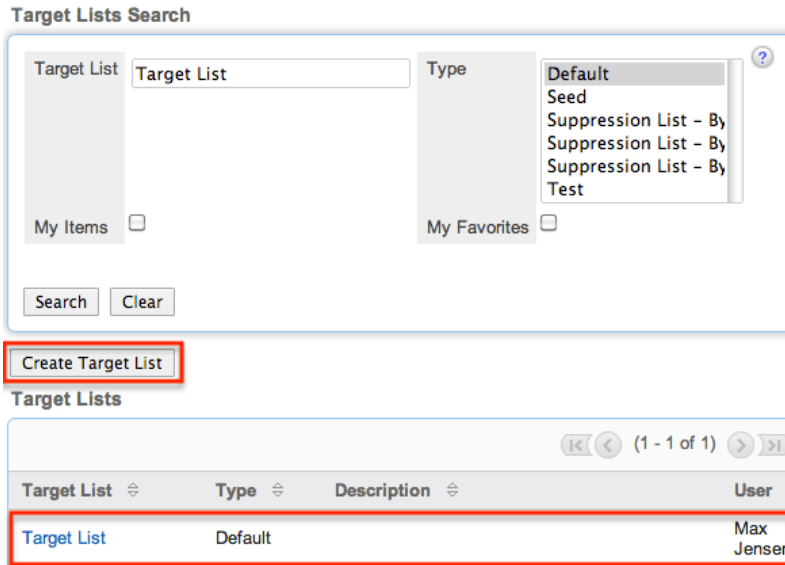 Target Lists Search
Target List Target List Type Default
Seed
Suppression List - By
Suppression List - By
Suppression List - By
Test
My Items My Favorites
Search Clear
Create Target List
Target Lists
(1 - 1 of 1)
Target List Type Description User
Target List Default Max
Jensen